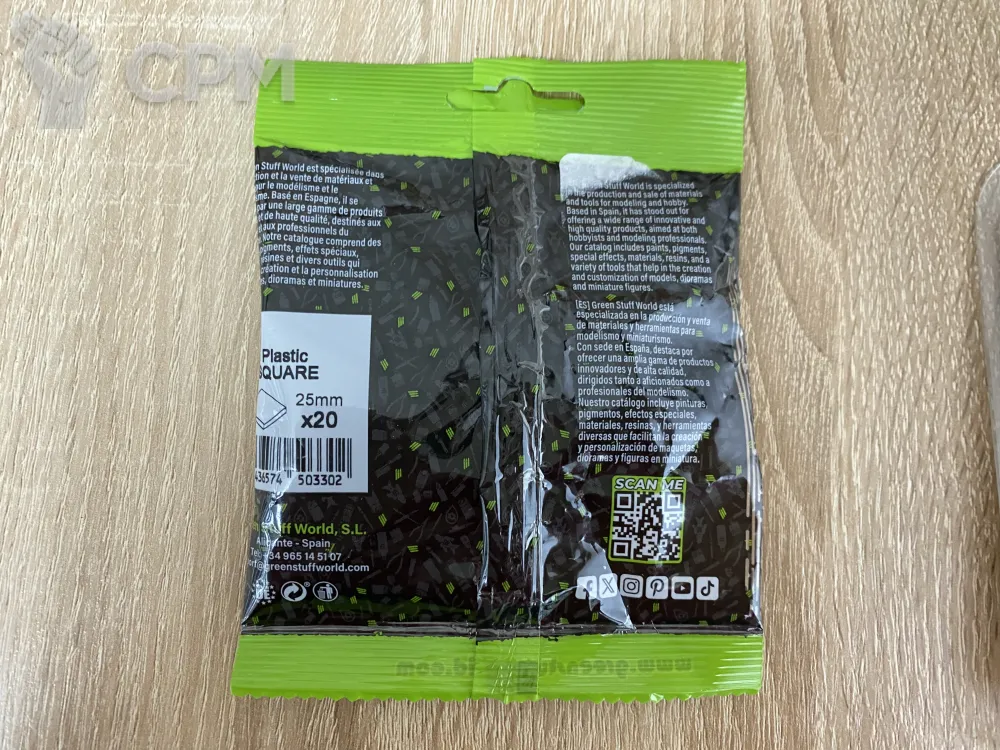 CPM
n Stuff World est spécialisée dans
tion et la vente de matériaux et
our le modélisme et le
me. Basé en Espagne, il se
par une large gamme de produits
et de haute qualité, destinés aux
aux professionnels du
Notre catalogue comprend des
igments, effets spéciaux,
ésines et divers outils qui
création et la personnalisation
s, dioramas et miniatures.
Plastic
SQUARE
25mm
x20
436574 503302
n Stuff World, S.L.
Alicante - Spain
Tel: +34 965 14 51 07
ort@greenstuffworld.com
Green Stuff World is specialized
in the production and sale of materials
and tools for modeling and hobby.
Based in Spain, it has stood out for
offering a wide range of innovative and
high quality products, aimed at both
hobbyists and modeling professionals.
Our catalog includes paints, pigments,
special effects, materials, resins, and a
variety of tools that help in the creation
and customization of models, dioramas
and miniature figures.
[ES] Green Stuff World está
especializada en la producción y venta
de materiales y herramientas para
modelismo y miniaturismo.
Con sede en España, destaca por
ofrecer una amplia gama de productos
innovadores y de alta calidad,
dirigidos tanto a aficionados como a
profesionales del modelismo.
Nuestro catálogo incluye pinturas,
pigmentos, efectos especiales,
materiales, resinas, y herramientas
diversas que facilitan la creación
y personalización de maquetas,
dioramas y figuras en miniatura.
SCAN ME